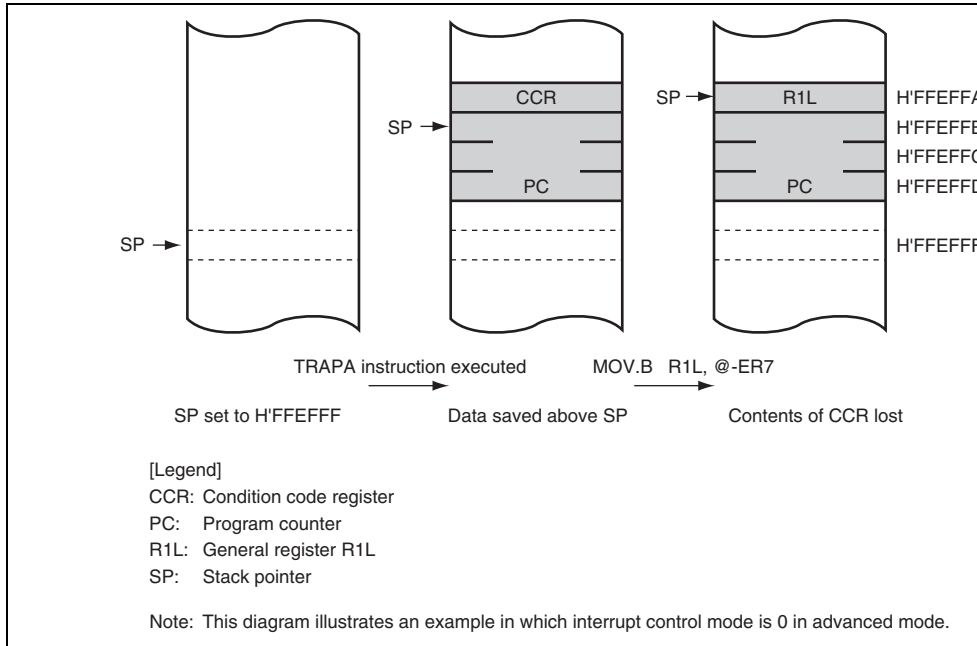 CCR
SP
R1L
H'FFEFFA
SP
H'FFEFFB
H'FFEFFC
PC
PC
H'FFEFFD
SP
H'FFEFFF
TRAPA instruction executed
MOV.B R1L, @-ER7
SP set to H'FFEFFF
Data saved above SP
Contents of CCR lost
[Legend]
CCR: Condition code register
PC: Program counter
R1L: General register R1L
SP: Stack pointer
Note: This diagram illustrates an example in which interrupt control mode is 0 in advanced mode.